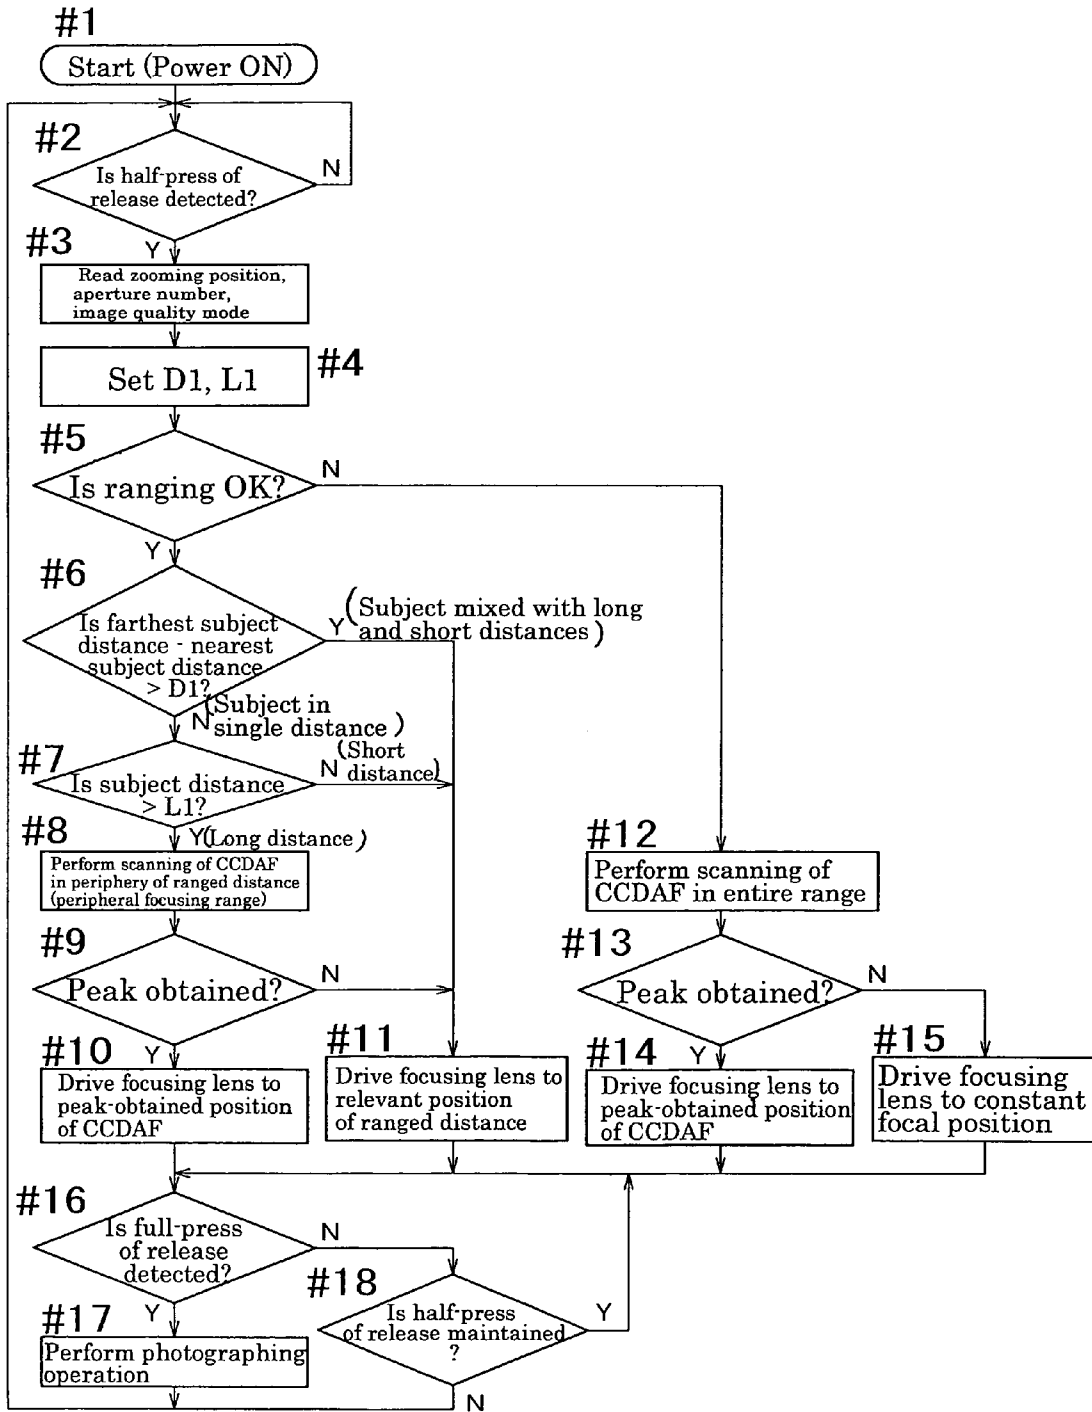 #1
Start (Power ON)
#2
Is half-press of
release detected?
N
Y
#3
Read zooming position,
aperture number,
image quality mode
Set D1, L1
#4
#5
Is ranging OK?
N
Y
#6
Is farthest subject
distance - nearest
subject distance
> D1?
Y
(Subject mixed with long
and short distances)
N
(Subject in
single distance)
#7
Is subject distance
> L1?
N
(Short
distance)
Y(Long distance)
#8
Perform scanning of CCDAF
in periphery of ranged distance
(peripheral focusing range)
#12
Perform scanning of
CCDAF in entire range
#9
Peak obtained?
N
Y
#13
Peak obtained?
N
Y
#10
Drive focusing lens to
peak-obtained position
of CCDAF
#11
Drive focusing lens to
relevant position
of ranged distance
#14
Drive focusing lens to
peak-obtained position
of CCDAF
#15
Drive focusing
lens to constant
focal position
#16
Is full-press
of release
detected?
N
Y
#18
Is half-press
of release maintained
?
Y
N
#17
Perform photographing
operation